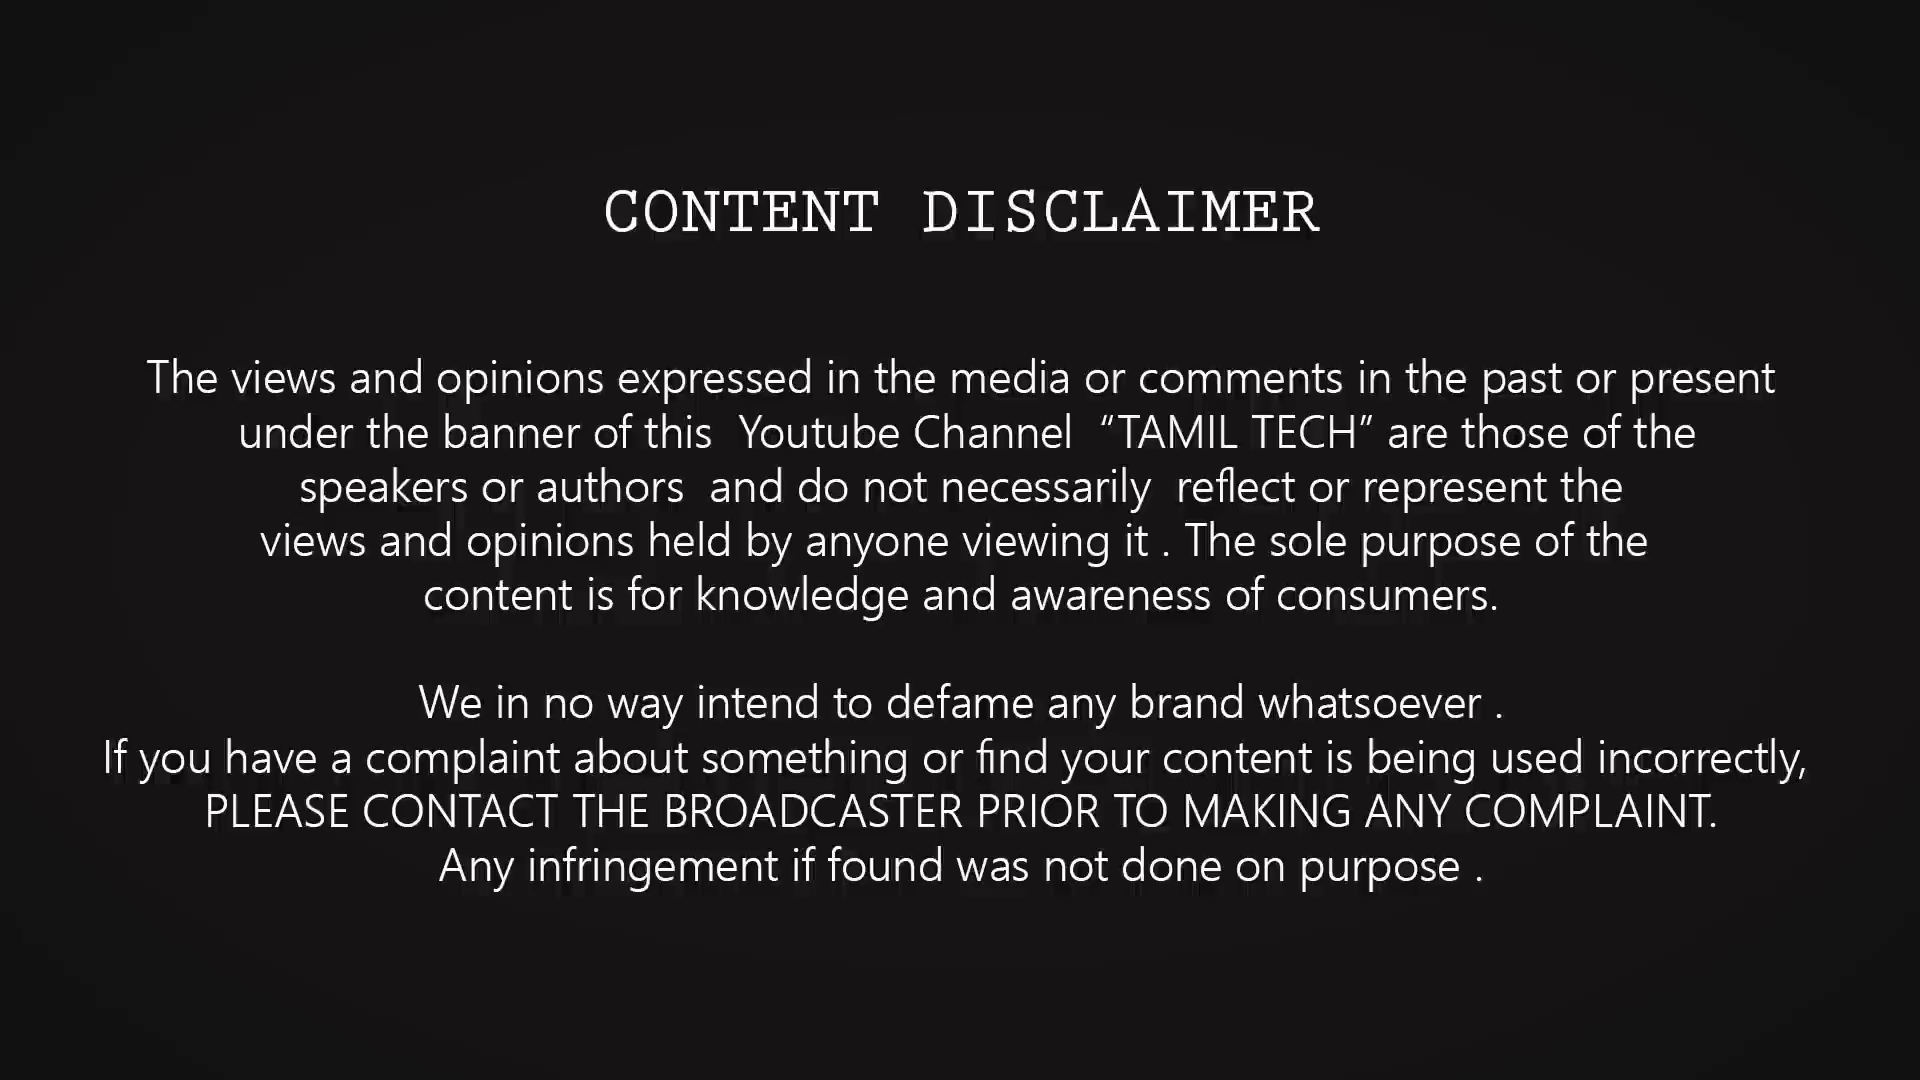 CONTENT DISCLAIMER
The views and opinions expressed in the media or comments in the past or present
under the banner of this Youtube Channel “TAMIL TECH” are those of the
speakers or authors and do not necessarily reflect or represent the
views and opinions held by anyone viewing it . The sole purpose of the
content is for knowledge and awareness of consumers.
We in no way intend to defame any brand whatsoever .
If you have a complaint about something or find your content is being used incorrectly,
PLEASE CONTACT THE BROADCASTER PRIOR TO MAKING ANY COMPLAINT.
Any infringement if found was not done on purpose .